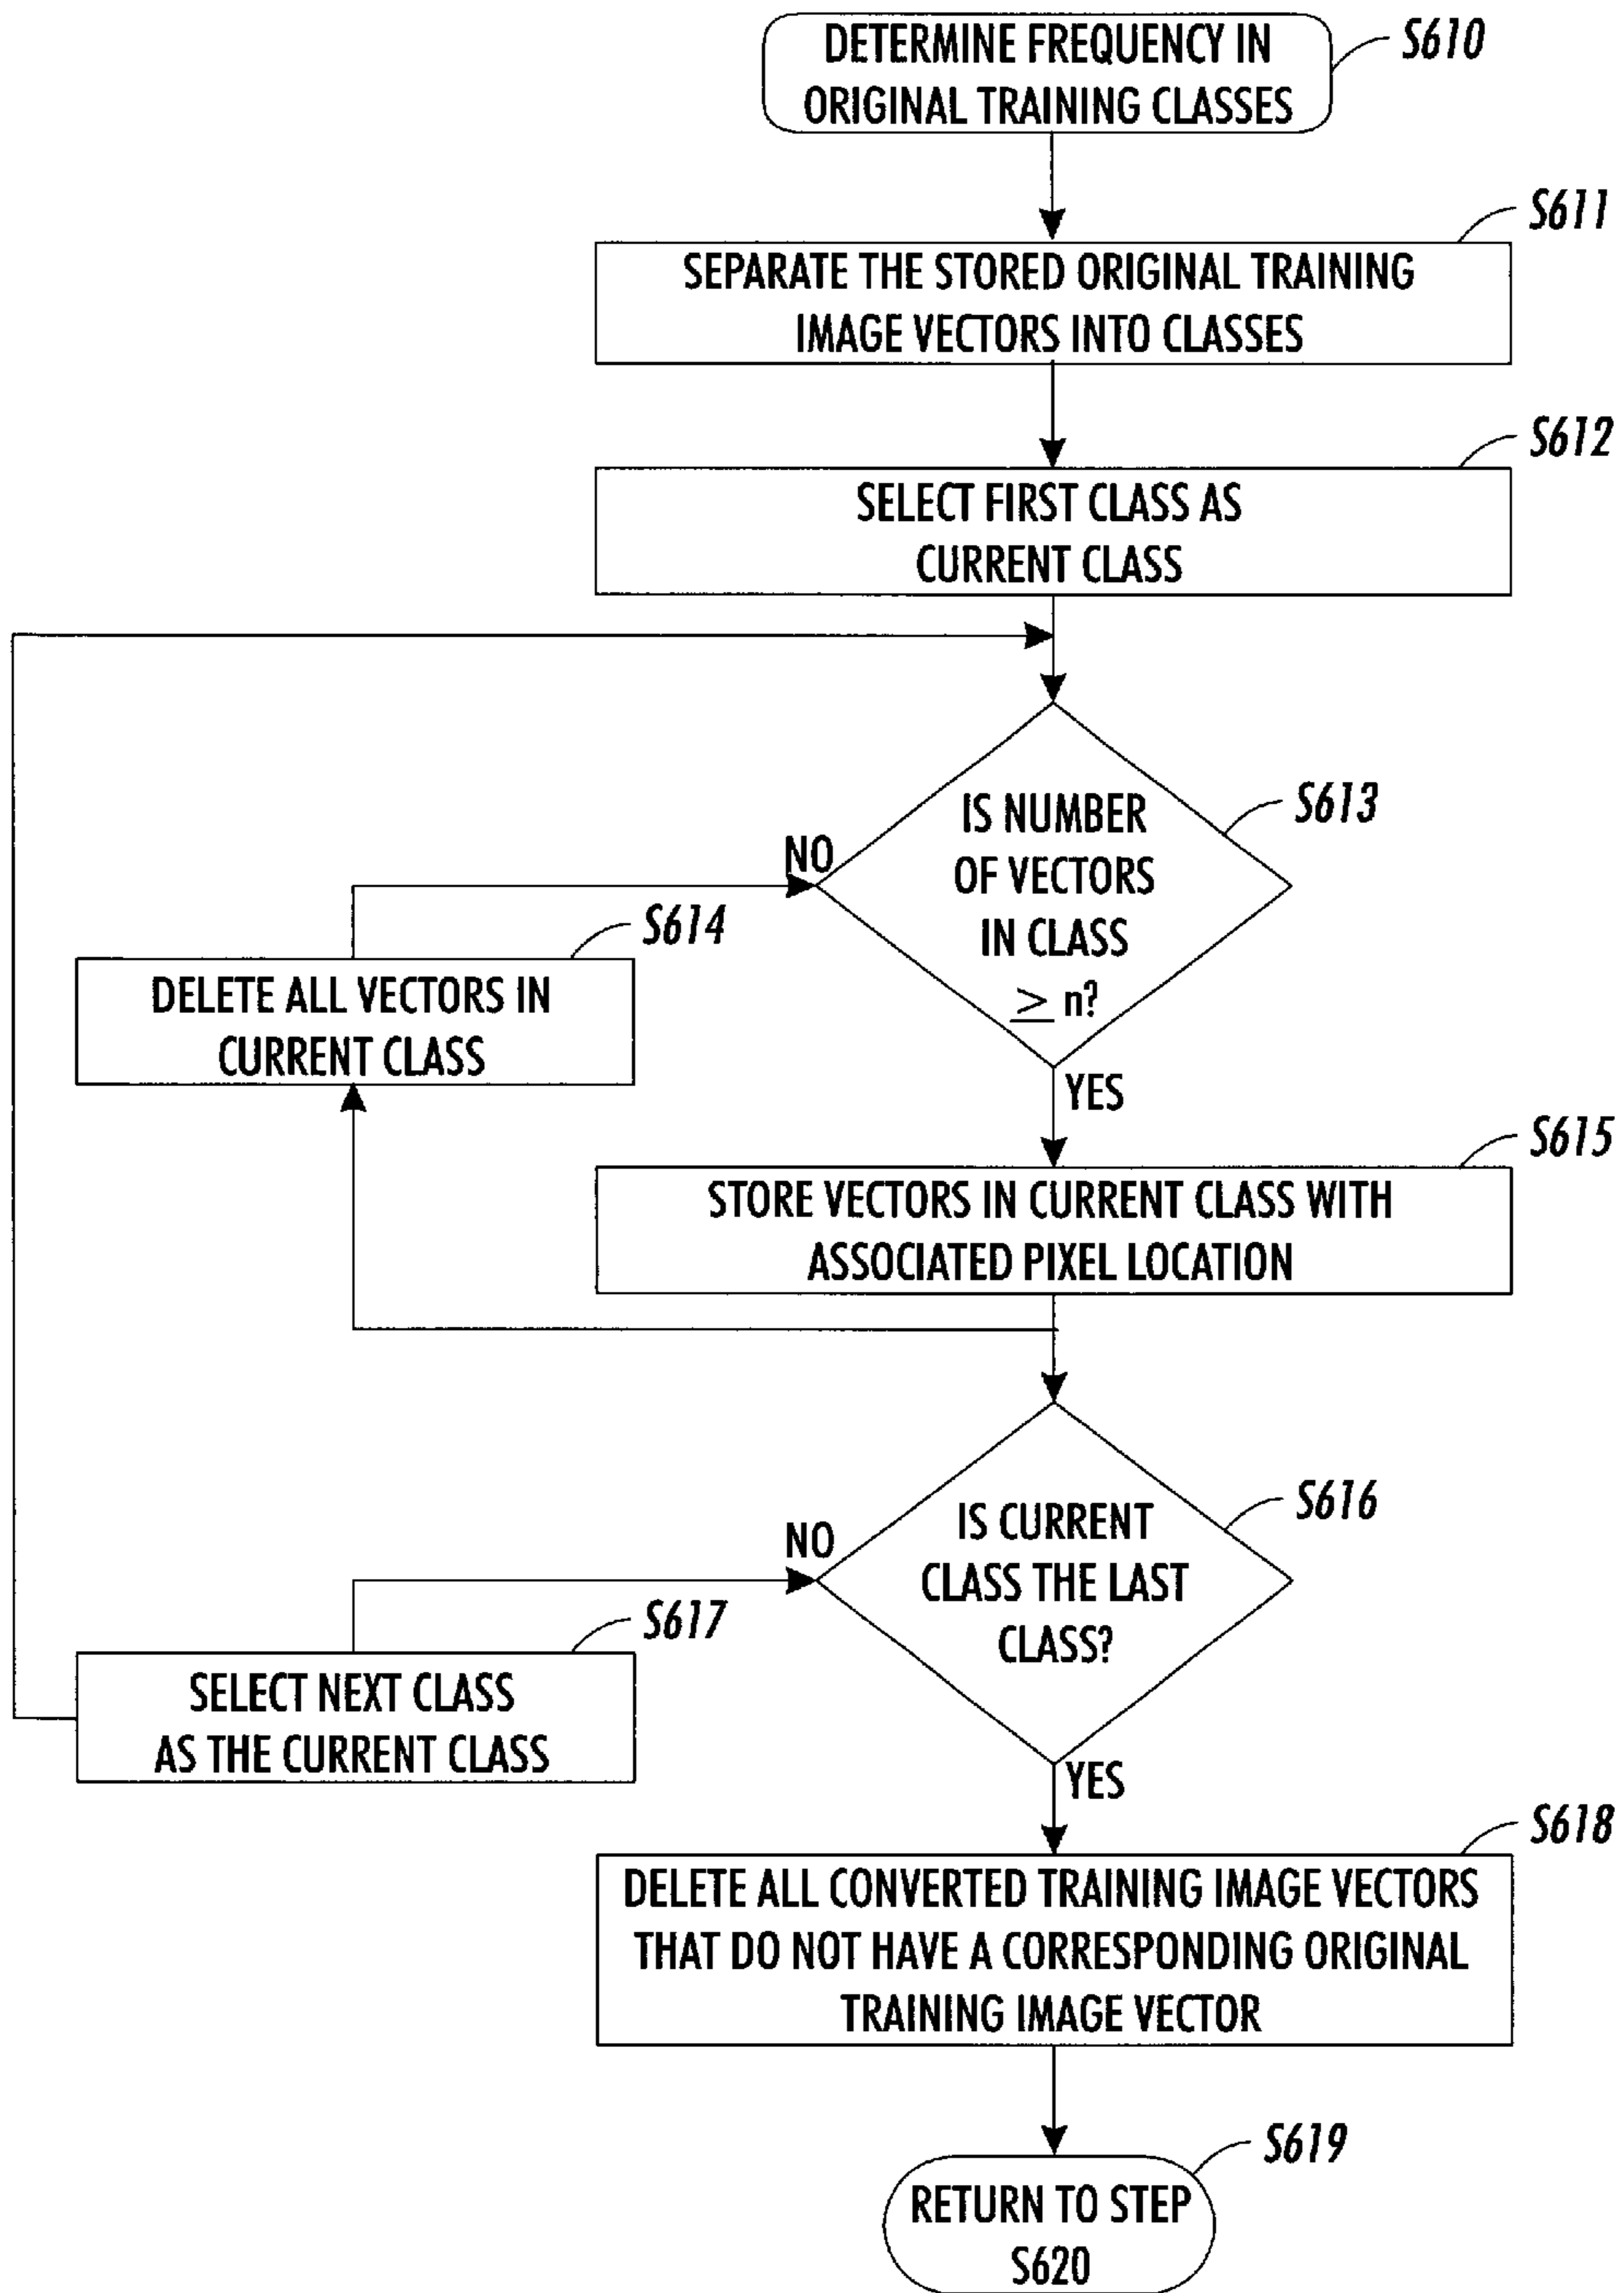 DETERMINE FREQUENCY IN
ORIGINAL TRAINING CLASSES
S610
S611
SEPARATE THE STORED ORIGINAL TRAINING
IMAGE VECTORS INTO CLASSES
S612
SELECT FIRST CLASS AS
CURRENT CLASS
S613
IS NUMBER
OF VECTORS
IN CLASS
≥ n?
NO
S614
DELETE ALL VECTORS IN
CURRENT CLASS
YES
S615
STORE VECTORS IN CURRENT CLASS WITH
ASSOCIATED PIXEL LOCATION
S616
IS CURRENT
CLASS THE LAST
CLASS?
NO
S617
SELECT NEXT CLASS
AS THE CURRENT CLASS
YES
S618
DELETE ALL CONVERTED TRAINING IMAGE VECTORS
THAT DO NOT HAVE A CORRESPONDING ORIGINAL
TRAINING IMAGE VECTOR
S619
RETURN TO STEP
S620